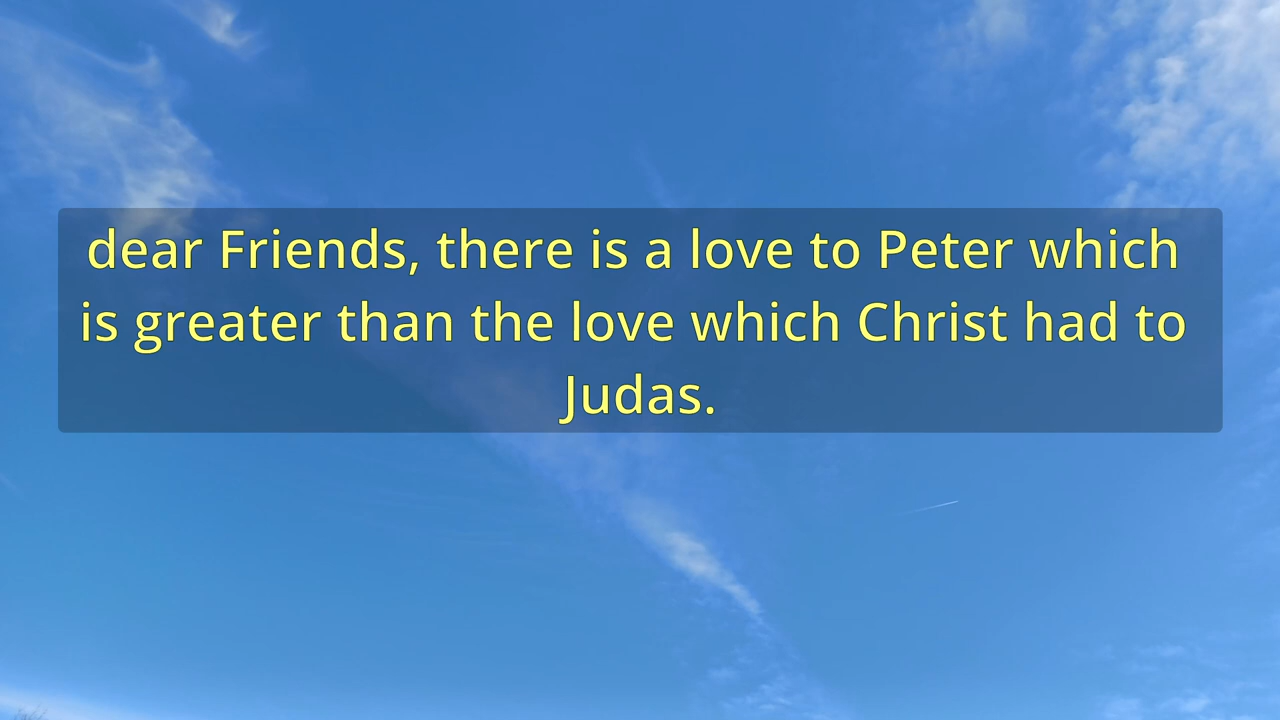 dear Friends, there is a love to Peter which
is greater than the love which Christ had to
Judas.